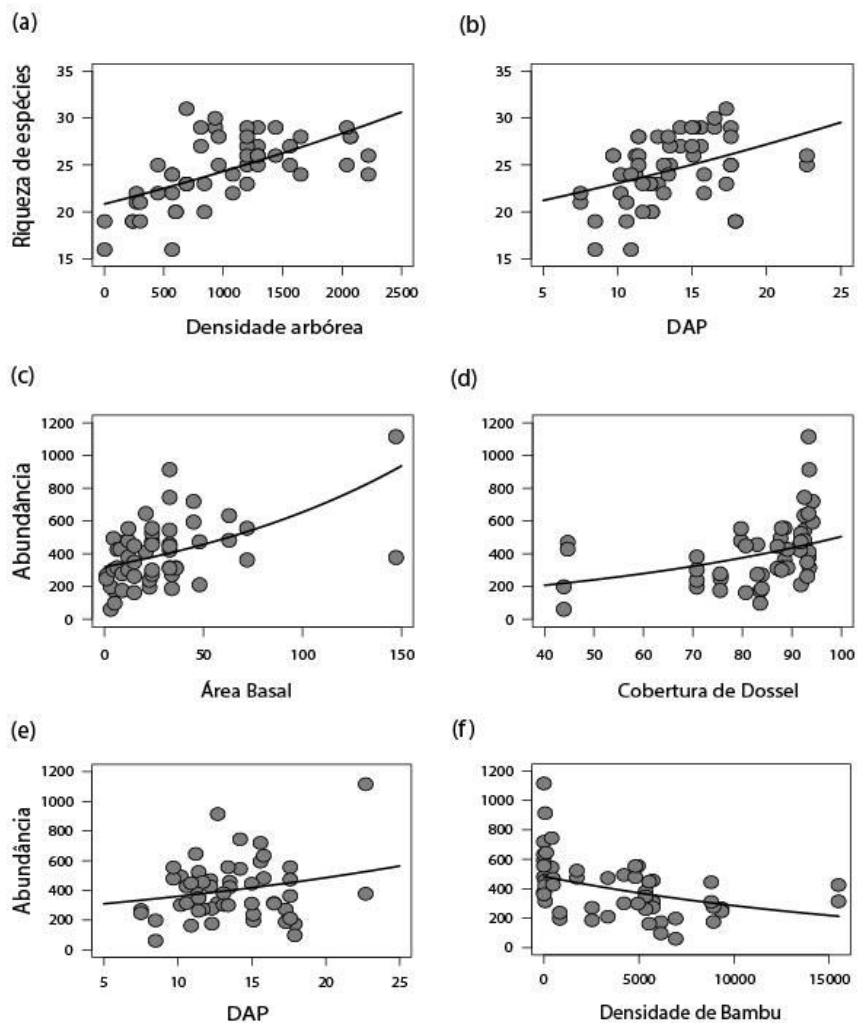 (a)
Riqueza de espécies
35
30
25
20
15
0 500 1000 1500 2000 2500
Densidade arbórea
(b)
35
30
25
20
15
5 10 15 20 25
DAP
(c)
Abundância
1200
1000
800
600
400
200
0
0 50 100 150
Área Basal
(d)
1200
1000
800
600
400
200
0
40 50 60 70 80 90 100
Cobertura de Dossel
(e)
Abundância
1200
1000
800
600
400
200
0
5 10 15 20 25
DAP
(f)
1200
1000
800
600
400
200
0
0 5000 10000 15000
Densidade de Bambu